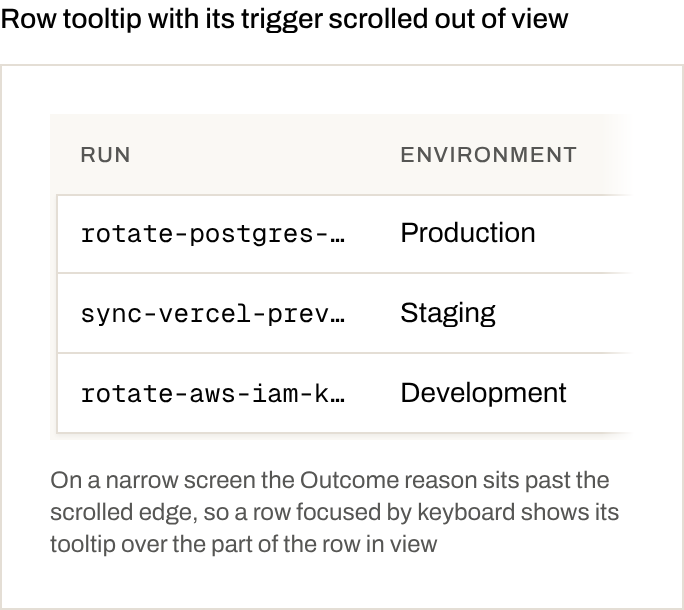 Row tooltip with its trigger scrolled out of view
RUN ENVIRONMENT
rotate-postgres-… Production
sync-vercel-prev… Staging
rotate-aws-iam-k… Development
On a narrow screen the Outcome reason sits past the
scrolled edge, so a row focused by keyboard shows its
tooltip over the part of the row in view